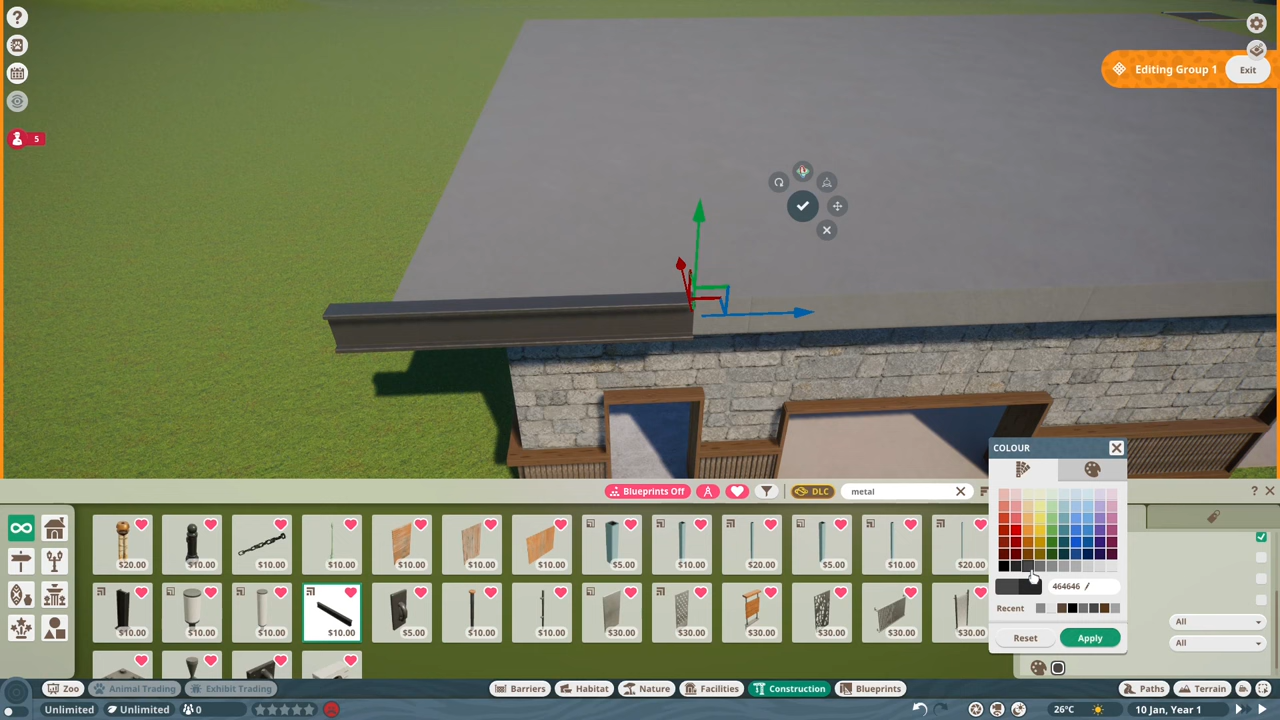 Editing Group 1
Exit
5
COLOUR
Blueprints Off
DLC
metal
$20.00
$10.00
$10.00
$10.00
$10.00
$10.00
$10.00
$5.00
$10.00
$20.00
$5.00
$10.00
$20.00
464646 /
$10.00
$10.00
$10.00
$10.00
$5.00
$10.00
$10.00
$30.00
$30.00
$30.00
$30.00
$30.00
$30.00
Recent
Reset
Apply
All
All
Zoo
Animal Trading
Exhibit Trading
Barriers
Habitat
Nature
Facilities
Construction
Blueprints
Paths
Terrain
Unlimited
Unlimited
0
26°C
10 Jan, Year 1